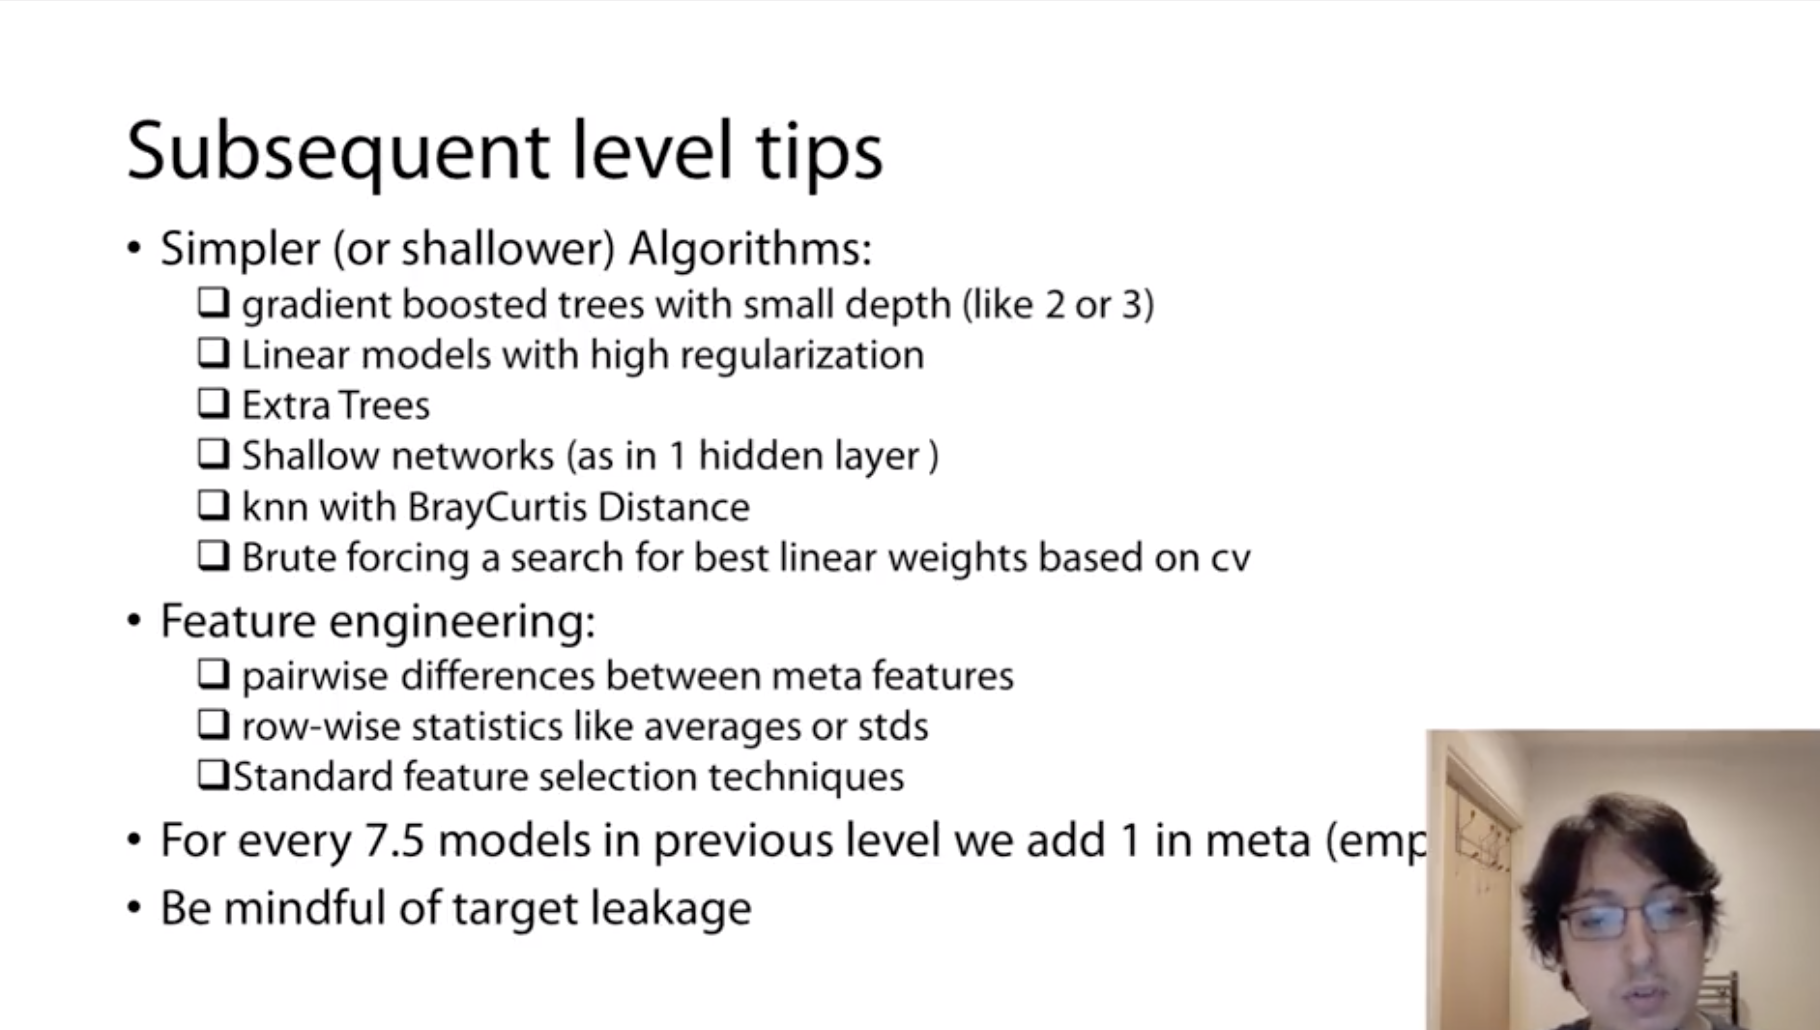 Subsequent level tips
• Simpler (or shallower) Algorithms:
❑ gradient boosted trees with small depth (like 2 or 3)
❑ Linear models with high regularization
❑ Extra Trees
❑ Shallow networks (as in 1 hidden layer )
❑ knn with BrayCurtis Distance
❑ Brute forcing a search for best linear weights based on cv
• Feature engineering:
❑ pairwise differences between meta features
❑ row-wise statistics like averages or stds
❑Standard feature selection techniques
• For every 7.5 models in previous level we add 1 in meta (emp
• Be mindful of target leakage